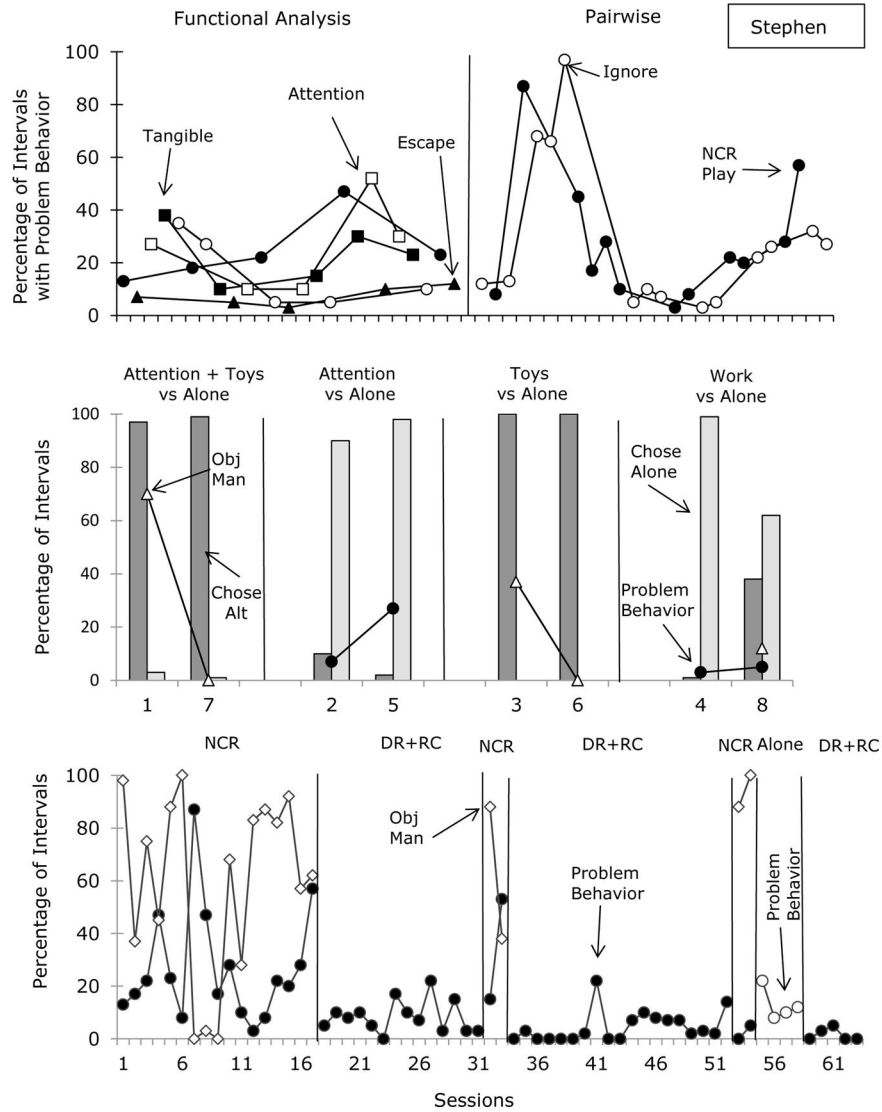 Functional Analysis
Pairwise
Stephen
Percentage of Intervals
with Problem Behavior
100
80
60
40
20
0
Tangible
Attention
Escape
Ignore
NCR
Play
Attention + Toys
vs Alone
Attention
vs Alone
Toys
vs Alone
Work
vs Alone
Percentage of Intervals
100
80
60
40
20
0
Obj
Man
Chose
Alt
Chose
Alone
Problem
Behavior
1 7 2 5 3 6 4 8
NCR
DR+RC
NCR
DR+RC
NCR
Alone
DR+RC
Percentage of Intervals
100
80
60
40
20
0
Obj
Man
Problem
Behavior
Problem
Behavior
1 6 11 16 21 26 31 36 41 46 51 56 61
Sessions